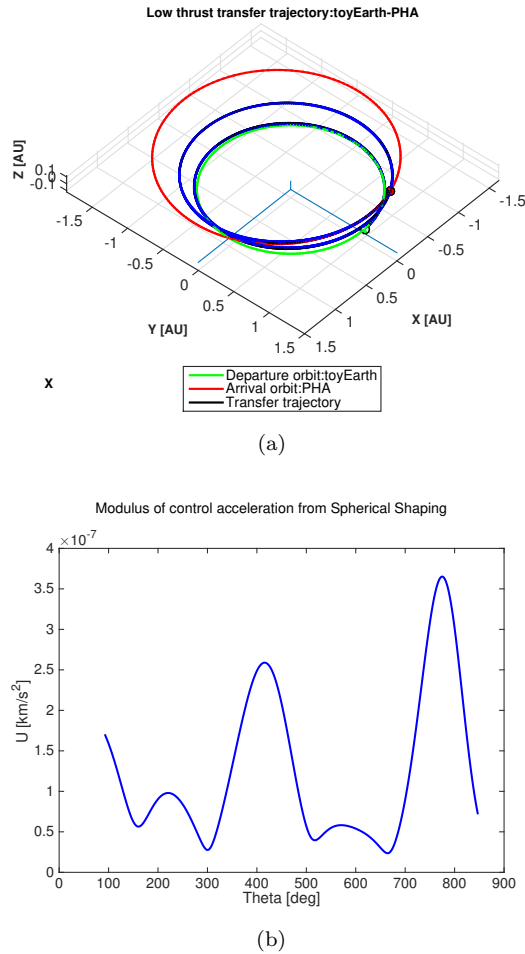 Low thrust transfer trajectory:toyEarth-PHA
Z [AU]
0.1
0
-0.1
-1.5
-1
-0.5
0
0.5
1
1.5
Y [AU]
-1.5
-1
-0.5
0
0.5
1
1.5
X [AU]
X
Departure orbit:toyEarth
Arrival orbit:PHA
Transfer trajectory
(a)
Modulus of control acceleration from Spherical Shaping
×10⁻⁷
4
3.5
3
2.5
2
1.5
1
0.5
0
U [km/s²]
0 100 200 300 400 500 600 700 800 900
Theta [deg]
(b)